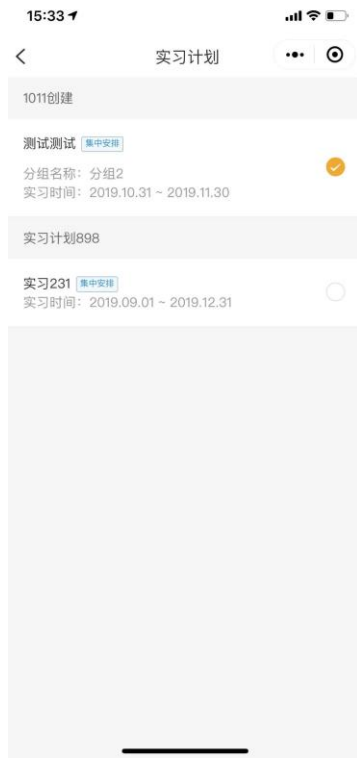 15:33
实习计划
1011创建
测试测试 集中安排
分组名称：分组2
实习时间：2019.10.31 ~ 2019.11.30
实习计划898
实习231 集中安排
实习时间：2019.09.01 ~ 2019.12.31